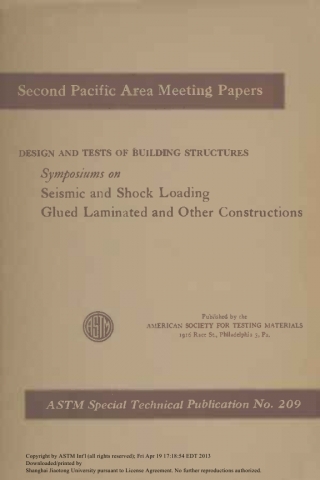 Second Pacific Area Meeting Papers
DESIGN AND TESTS OF BUILDING STRUCTURES
Symposiums on
Seismic and Shock Loading
Glued Laminated and Other Constructions
ASTM
Published by the
AMERICAN SOCIETY FOR TESTING MATERIALS
1916 Race St., Philadelphia 3, Pa.
ASTM Special Technical Publication No. 209
Copyright by ASTM Int'l (all rights reserved); Fri Apr 19 17:18:54 EDT 2013
Downloaded/printed by
Shanghai Jiaotong University pursuant to License Agreement. No further reproductions authorized.